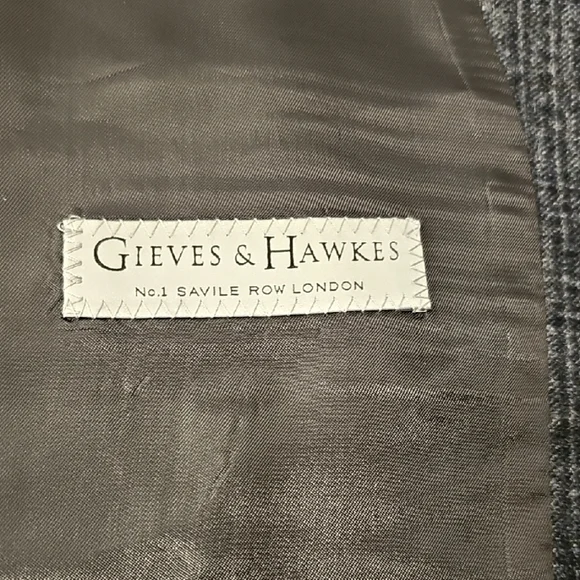 GIEVES & HAWKES
No.1 SAVILE ROW LONDON